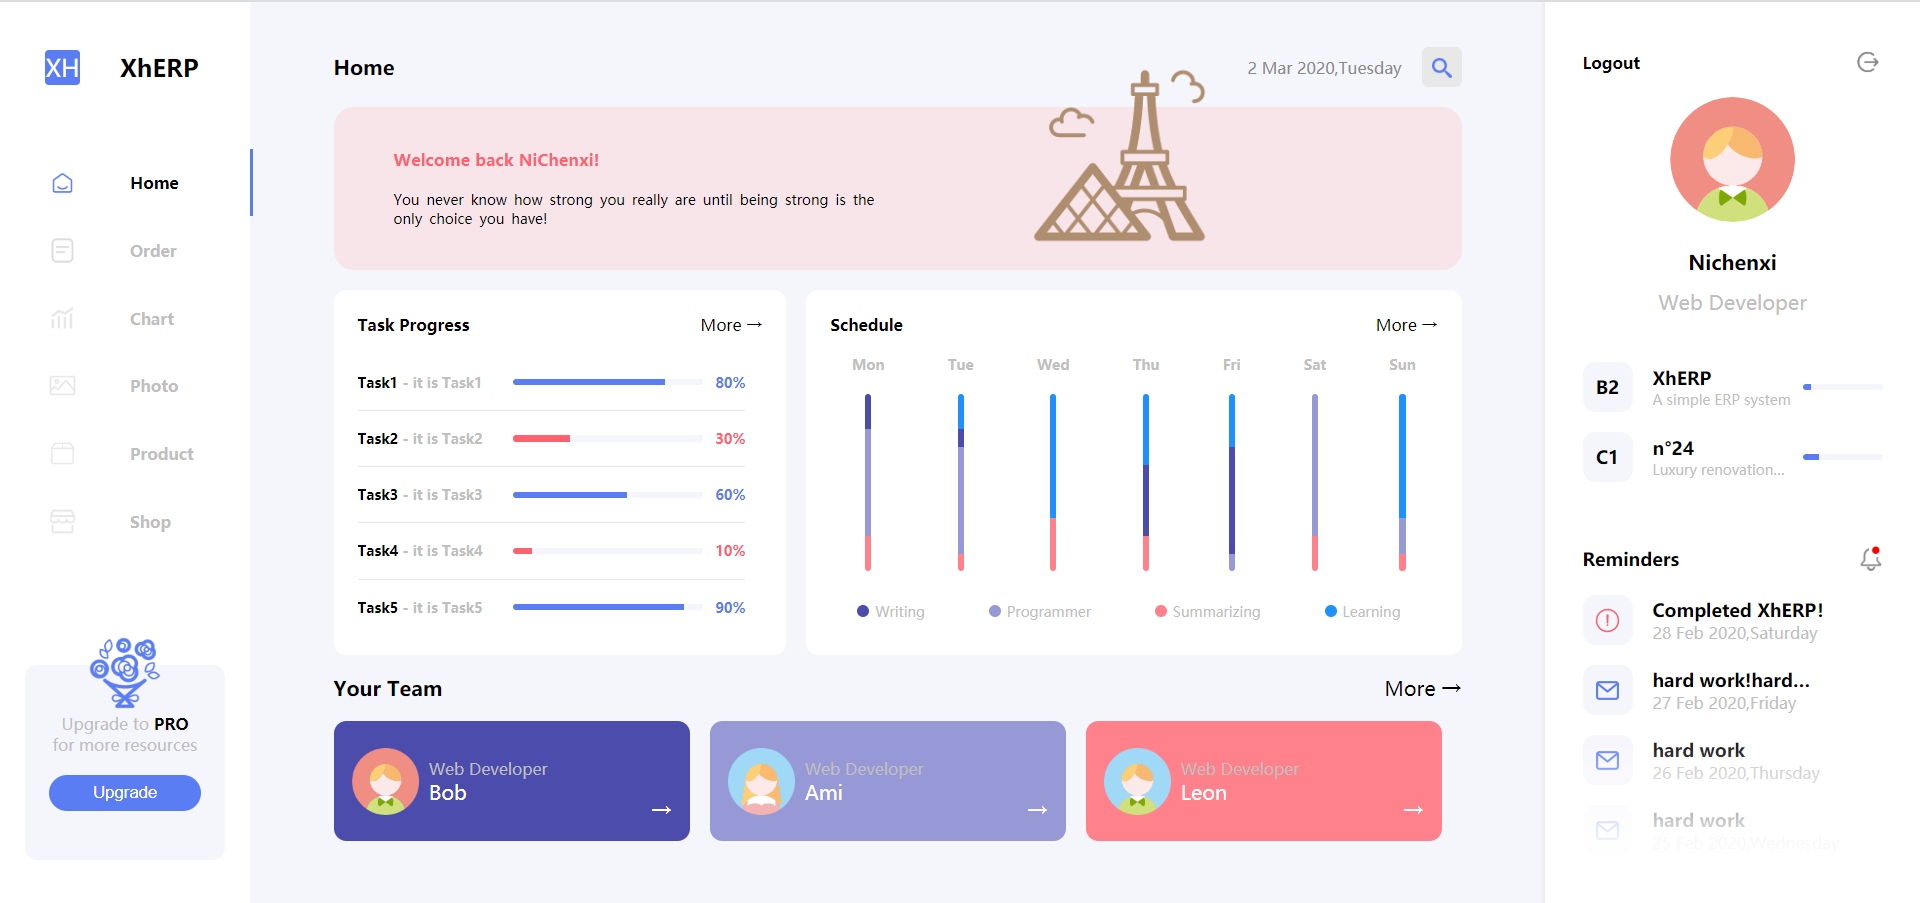 XH XhERP
Home
Order
Chart
Photo
Product
Shop
Upgrade to PRO
for more resources
Upgrade
Home
2 Mar 2020,Tuesday
Welcome back NiChenxi!
You never know how strong you really are until being strong is the
only choice you have!
Task Progress More →
Task1 - it is Task1 80%
Task2 - it is Task2 30%
Task3 - it is Task3 60%
Task4 - it is Task4 10%
Task5 - it is Task5 90%
Schedule More →
Mon Tue Wed Thu Fri Sat Sun
Writing Programmer Summarizing Learning
Your Team More →
Web Developer
Bob
→
Web Developer
Ami
→
Web Developer
Leon
→
Logout
Nichenxi
Web Developer
B2
XhERP
A simple ERP system
C1
n°24
Luxury renovation...
Reminders
Completed XhERP!
28 Feb 2020,Saturday
hard work!hard...
27 Feb 2020,Friday
hard work
26 Feb 2020,Thursday
hard work
25 Feb 2020,Wednesday